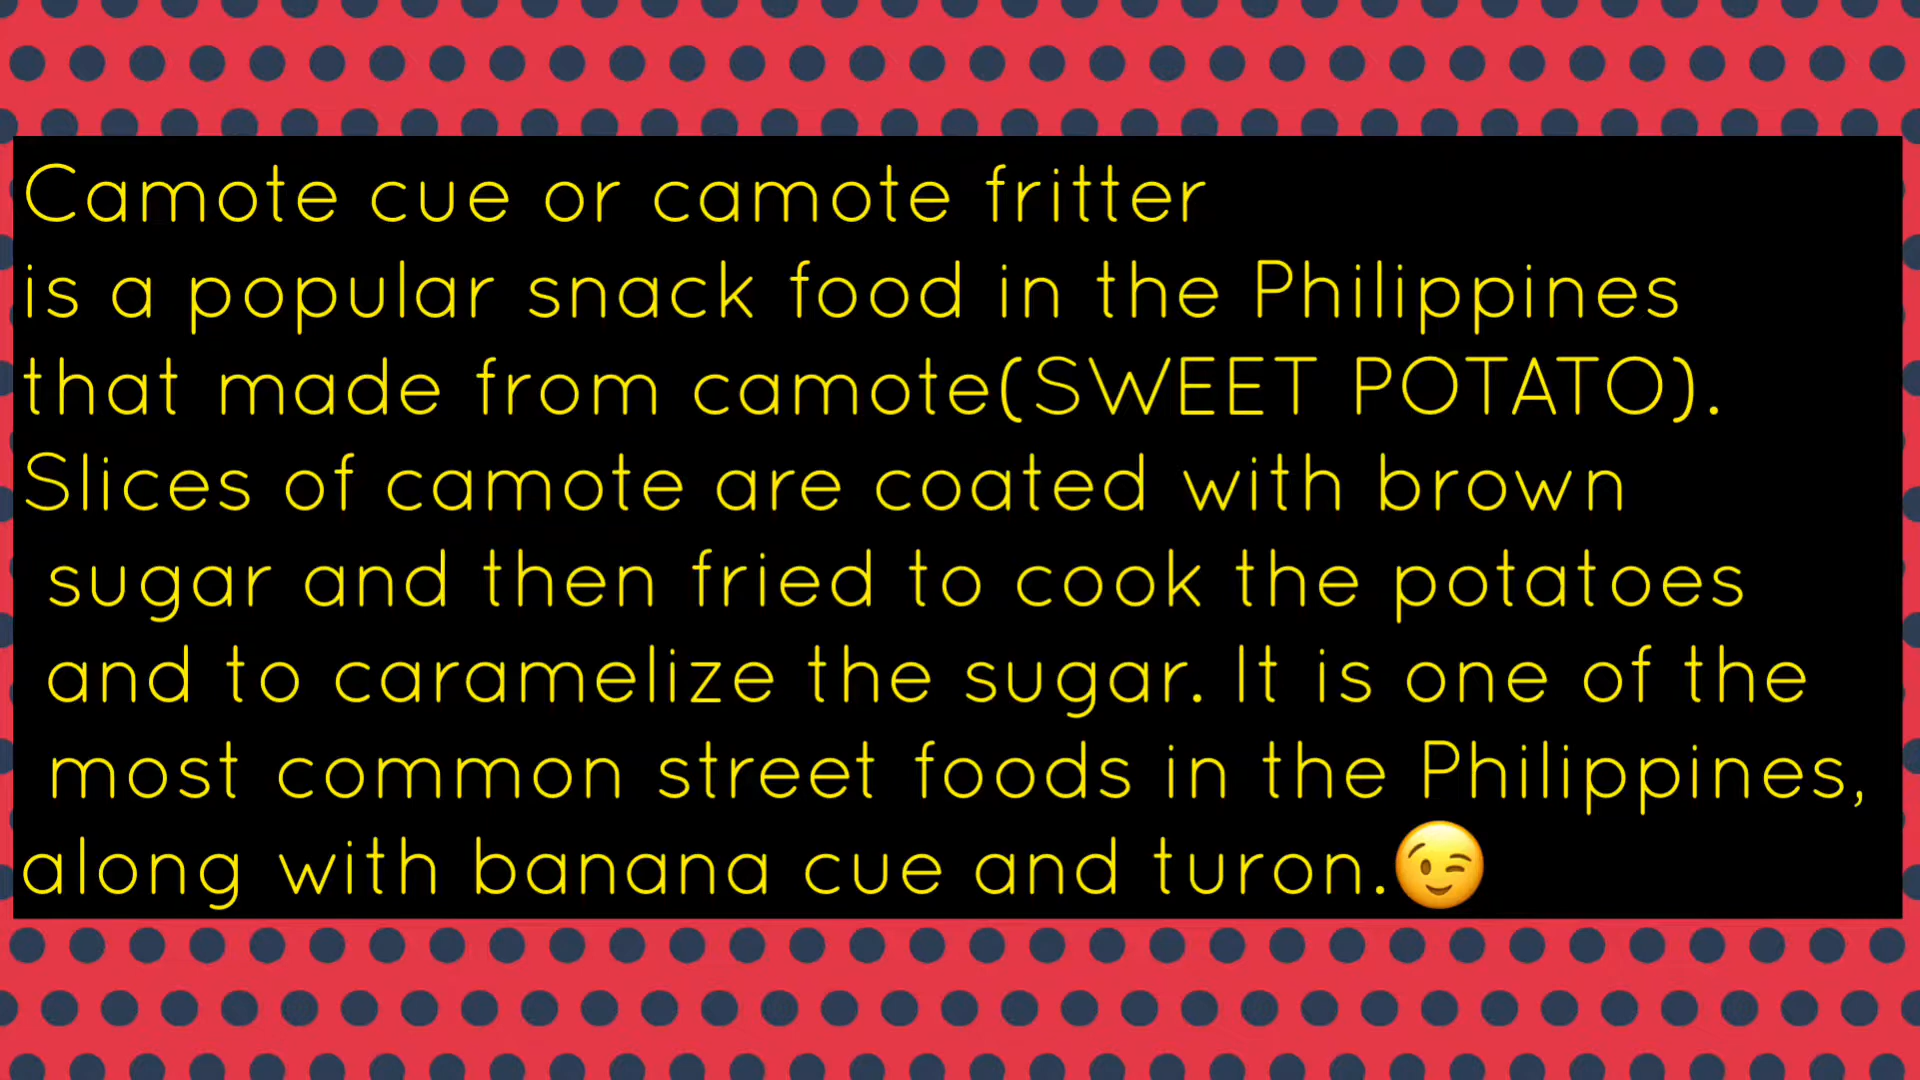 Camote cue or camote fritter
is a popular snack food in the Philippines
that made from camote(SWEET POTATO).
Slices of camote are coated with brown
sugar and then fried to cook the potatoes
and to caramelize the sugar. It is one of the
most common street foods in the Philippines,
along with banana cue and turon.😉